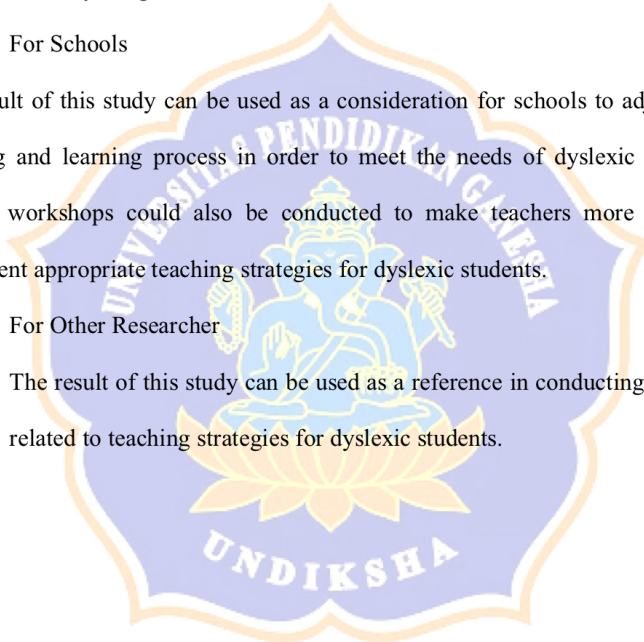 For Schools
ult of this study can be used as a consideration for schools to ad
g and learning process in order to meet the needs of dyslexic
workshops could also be conducted to make teachers more
ent appropriate teaching strategies for dyslexic students.
For Other Researcher
The result of this study can be used as a reference in conducting
related to teaching strategies for dyslexic students.
UNIVERSITAS PENDIDIKAN GANESHA
UNDIKSHA